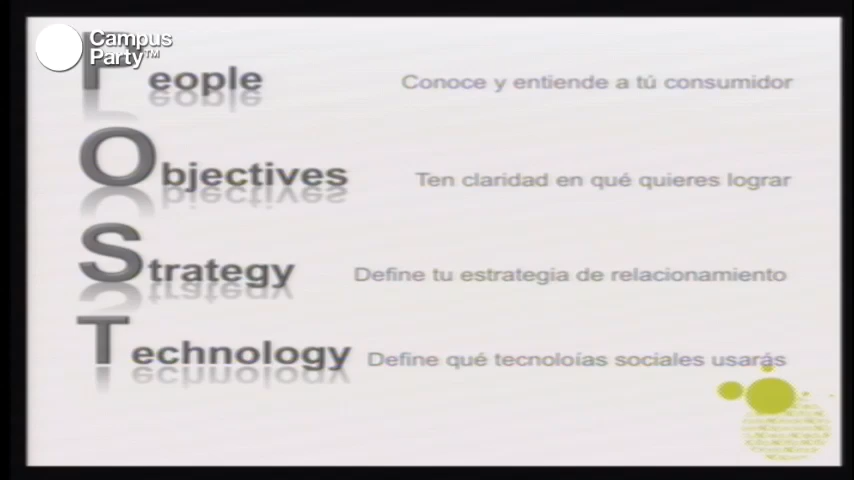 Campus
Party™
People Conoce y entiende a tú consumidor
Objectives Ten claridad en qué quieres lograr
Strategy Define tu estrategia de relacionamiento
Technology Define qué tecnoloías sociales usarás